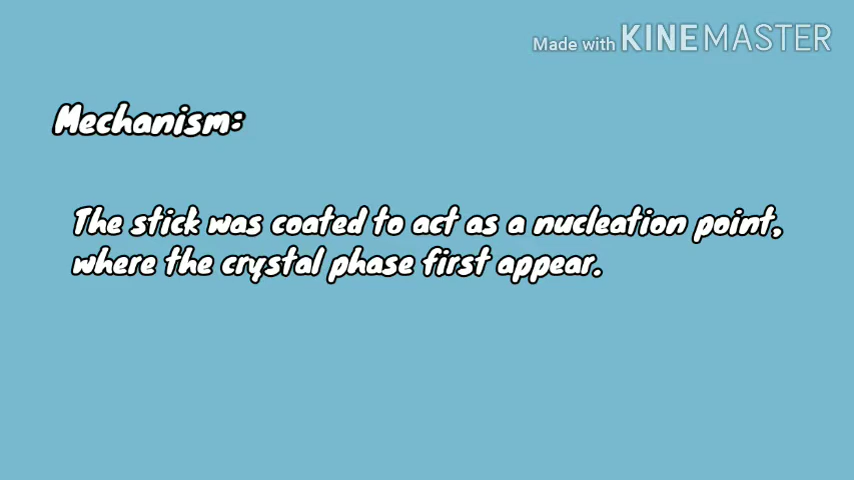 Made with KINEMASTER
Mechanism:
The stick was coated to act as a nucleation point,
where the crystal phase first appear.